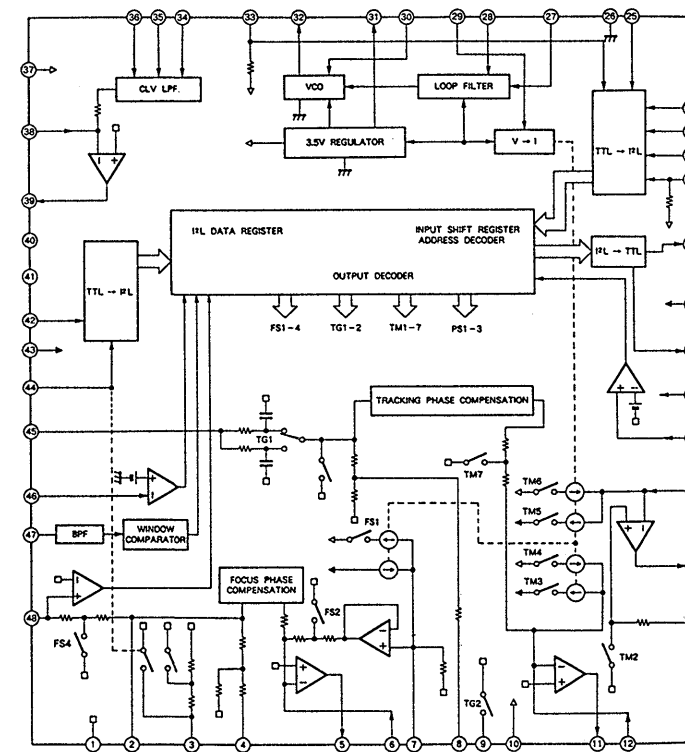 36 35 34 33 32 31 30 29 28 27 26 25
37
CLV LPF.
VCO
LOOP FILTER
38
3.5V REGULATOR
V → I
TTL → I²L
39
I²L DATA REGISTER
INPUT SHIFT REGISTER
ADDRESS DECODER
40
I²L → TTL
41
TTL → I²L
OUTPUT DECODER
42
FS1-4
TG1-2
TM1-7
PS1-3
43
44
TRACKING PHASE COMPENSATION
45
TG1
TM7
46
TM6
FS1
TM5
47
BPF
WINDOW
COMPARATOR
TM4
FOCUS PHASE
COMPENSATION
TM3
48
FS2
FS4
TM2
TG2
1 2 3 4 5 6 7 8 9 10 11 12